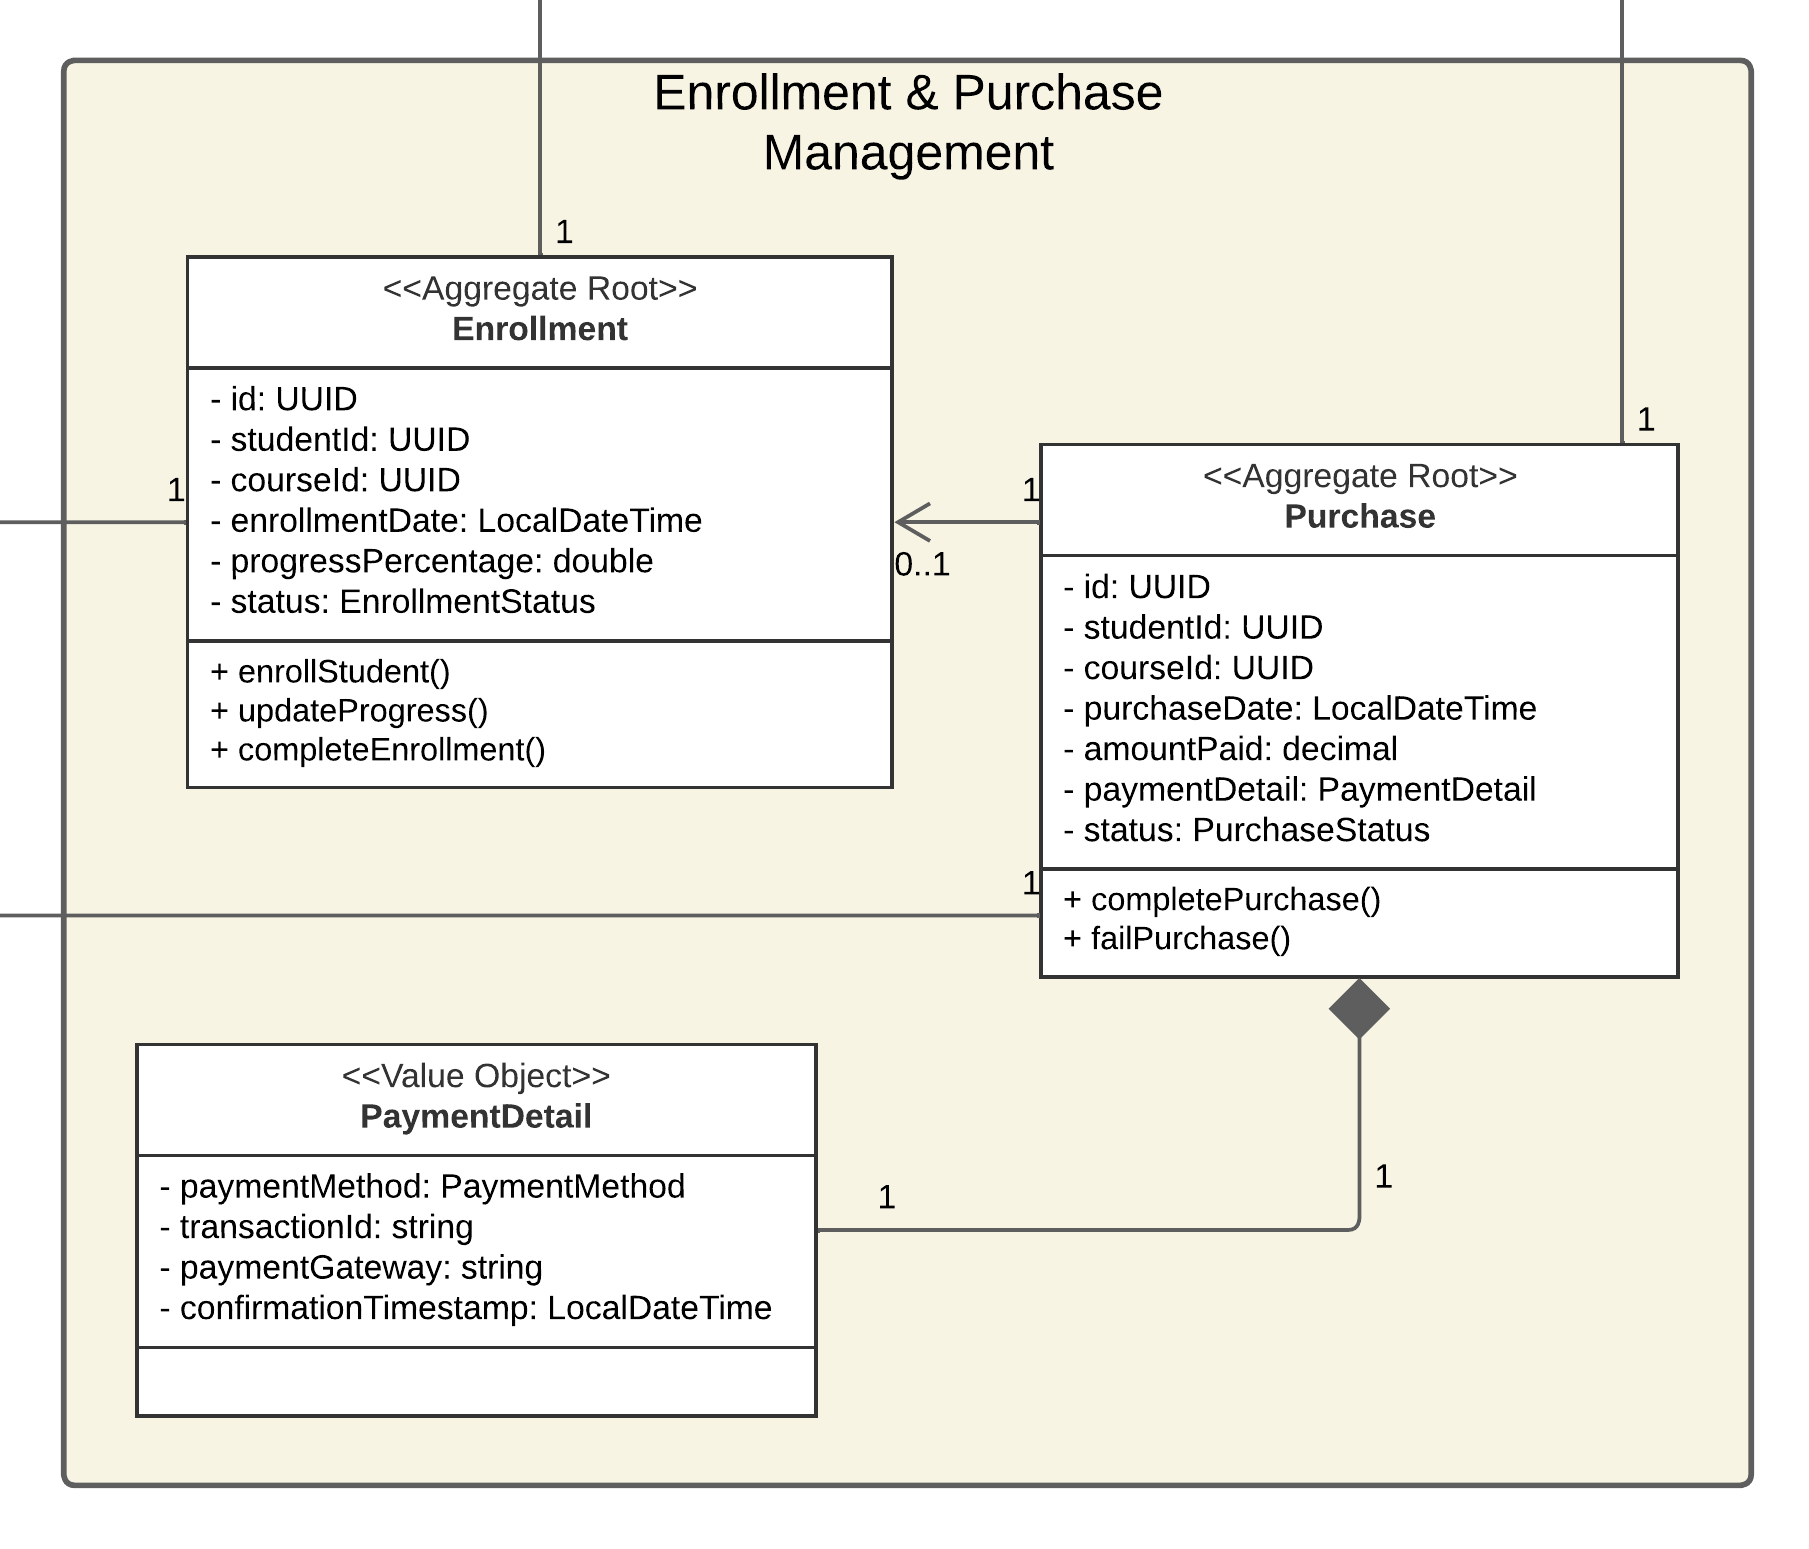 Enrollment & Purchase
Management
1
<<Aggregate Root>>
Enrollment
- id: UUID
- studentId: UUID
- courseId: UUID
- enrollmentDate: LocalDateTime
- progressPercentage: double
- status: EnrollmentStatus
+ enrollStudent()
+ updateProgress()
+ completeEnrollment()
1
0..1
1
1
<<Aggregate Root>>
Purchase
- id: UUID
- studentId: UUID
- courseId: UUID
- purchaseDate: LocalDateTime
- amountPaid: decimal
- paymentDetail: PaymentDetail
- status: PurchaseStatus
+ completePurchase()
+ failPurchase()
1
<<Value Object>>
PaymentDetail
- paymentMethod: PaymentMethod
- transactionId: string
- paymentGateway: string
- confirmationTimestamp: LocalDateTime
1
1